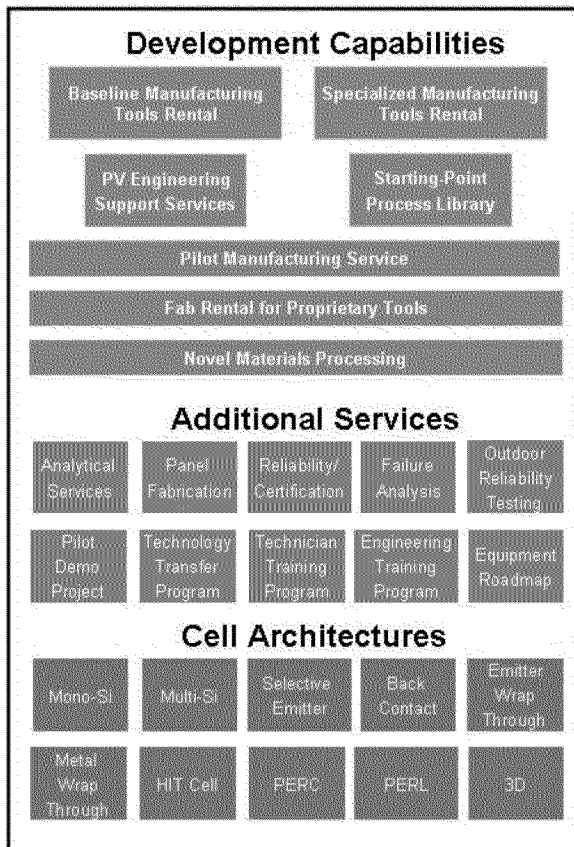 Development Capabilities
Baseline Manufacturing
Tools Rental
Specialized Manufacturing
Tools Rental
PV Engineering
Support Services
Starting-Point
Process Library
Pilot Manufacturing Service
Fab Rental for Proprietary Tools
Novel Materials Processing
Additional Services
Analytical
Services
Panel
Fabrication
Reliability/
Certification
Failure
Analysis
Outdoor
Reliability
Testing
Pilot
Demo
Project
Technology
Transfer
Program
Technician
Training
Program
Engineering
Training
Program
Equipment
Roadmap
Cell Architectures
Mono-Si
Multi-Si
Selective
Emitter
Back
Contact
Emitter
Wrap
Through
Metal
Wrap
Through
HIT Cell
PERC
PERL
3D